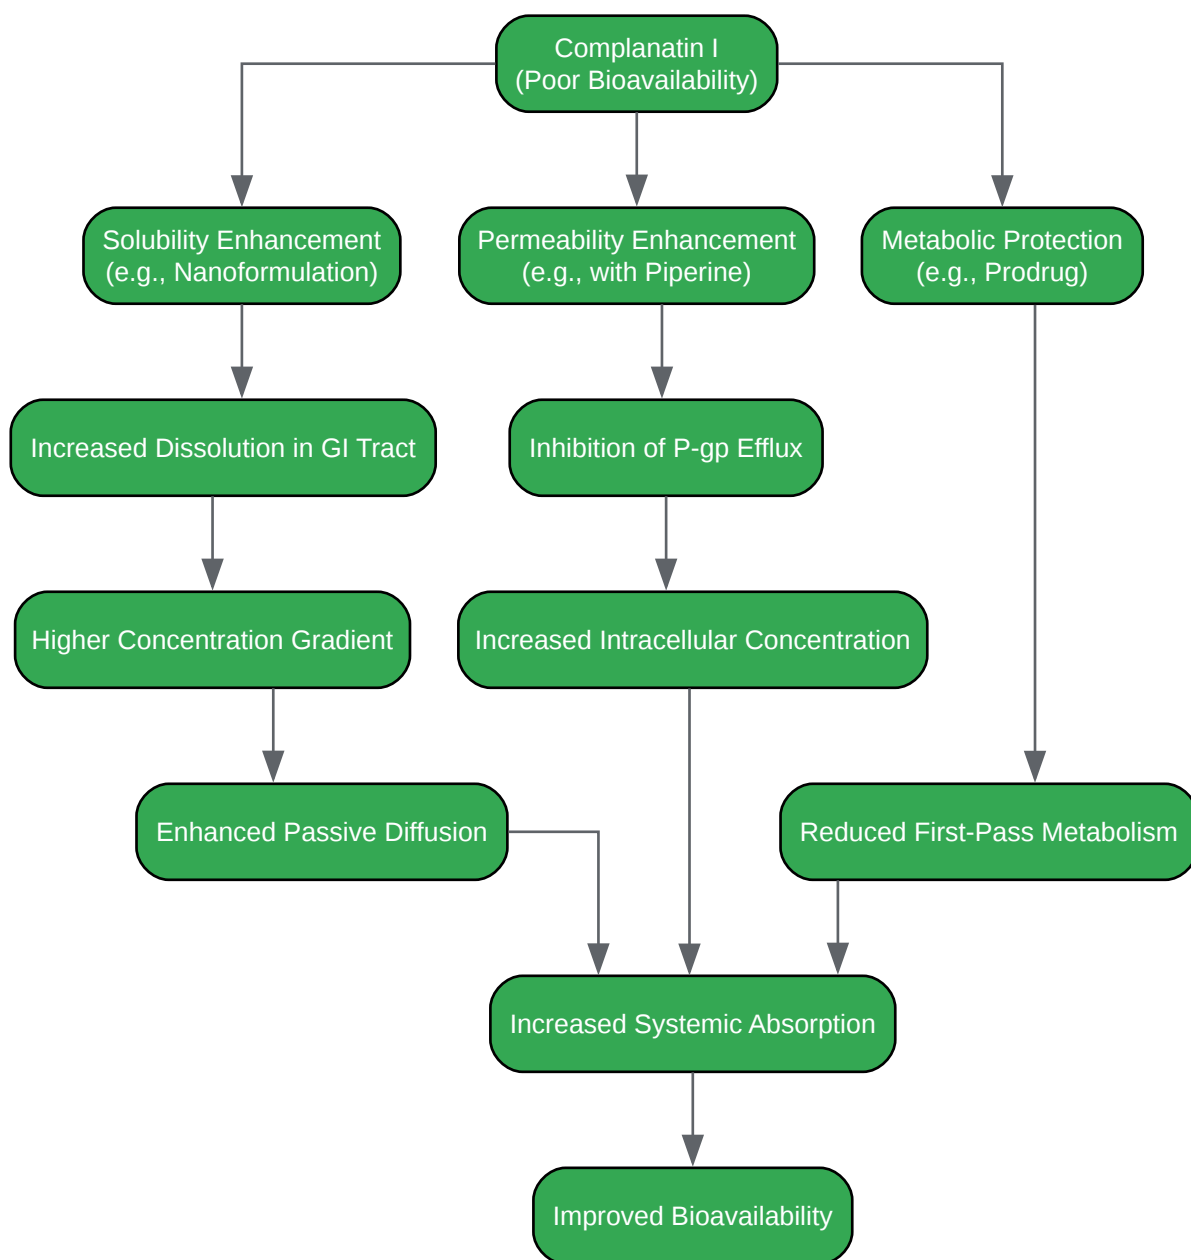 Complanatin I
(Poor Bioavailability)
Solubility Enhancement
(e.g., Nanoformulation)
Permeability Enhancement
(e.g., with Piperine)
Metabolic Protection
(e.g., Prodrug)
Increased Dissolution in GI Tract
Inhibition of P-gp Efflux
Higher Concentration Gradient
Increased Intracellular Concentration
Enhanced Passive Diffusion
Reduced First-Pass Metabolism
Increased Systemic Absorption
Improved Bioavailability